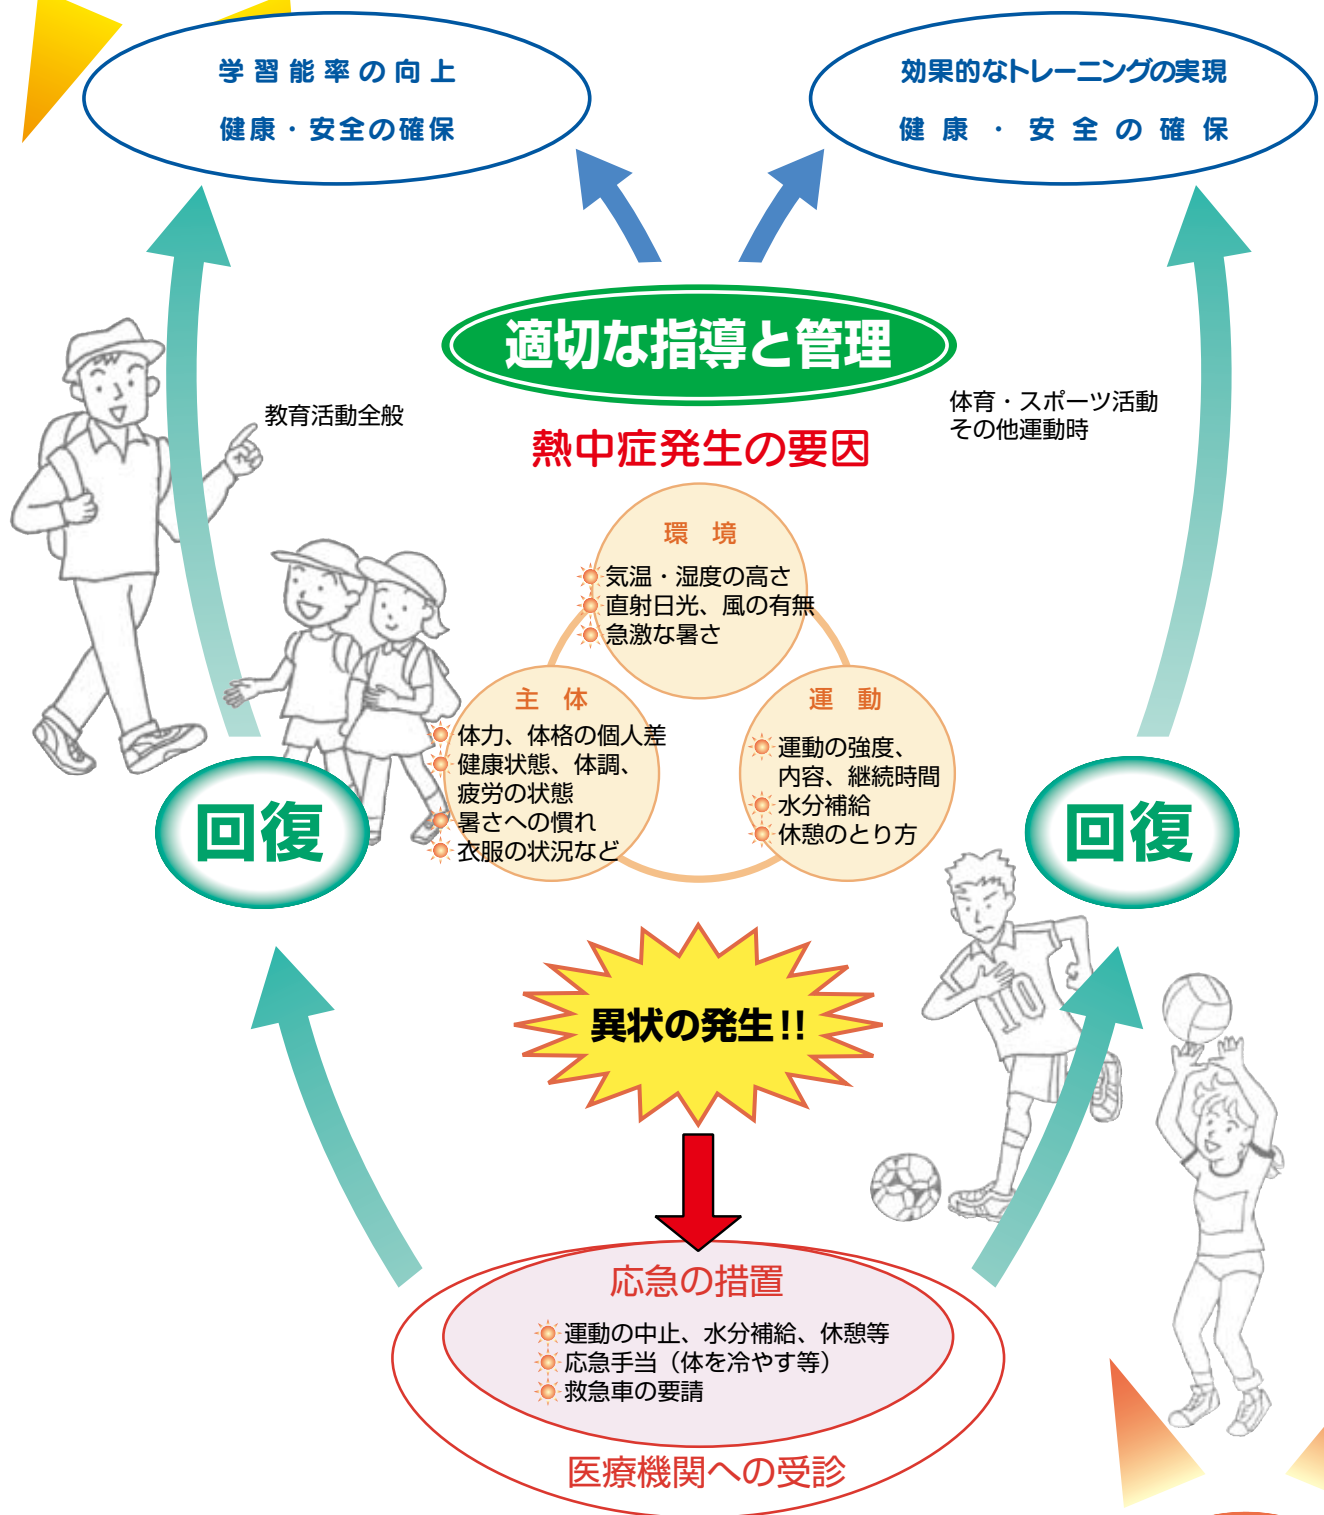 学習能率の向上
健康・安全の確保
効果的なトレーニングの実現
健康・安全の確保
適切な指導と管理
教育活動全般
体育・スポーツ活動
その他運動時
熱中症発生の要因
環 境
気温・湿度の高さ
直射日光、風の有無
急激な暑さ
主 体
体力、体格の個人差
健康状態、体調、
疲労の状態
暑さへの慣れ
衣服の状況など
運 動
運動の強度、
内容、継続時間
水分補給
休憩のとり方
回復
回復
異状の発生!!
10
応急の措置
運動の中止、水分補給、休憩等
応急手当（体を冷やす等）
救急車の要請
医療機関への受診